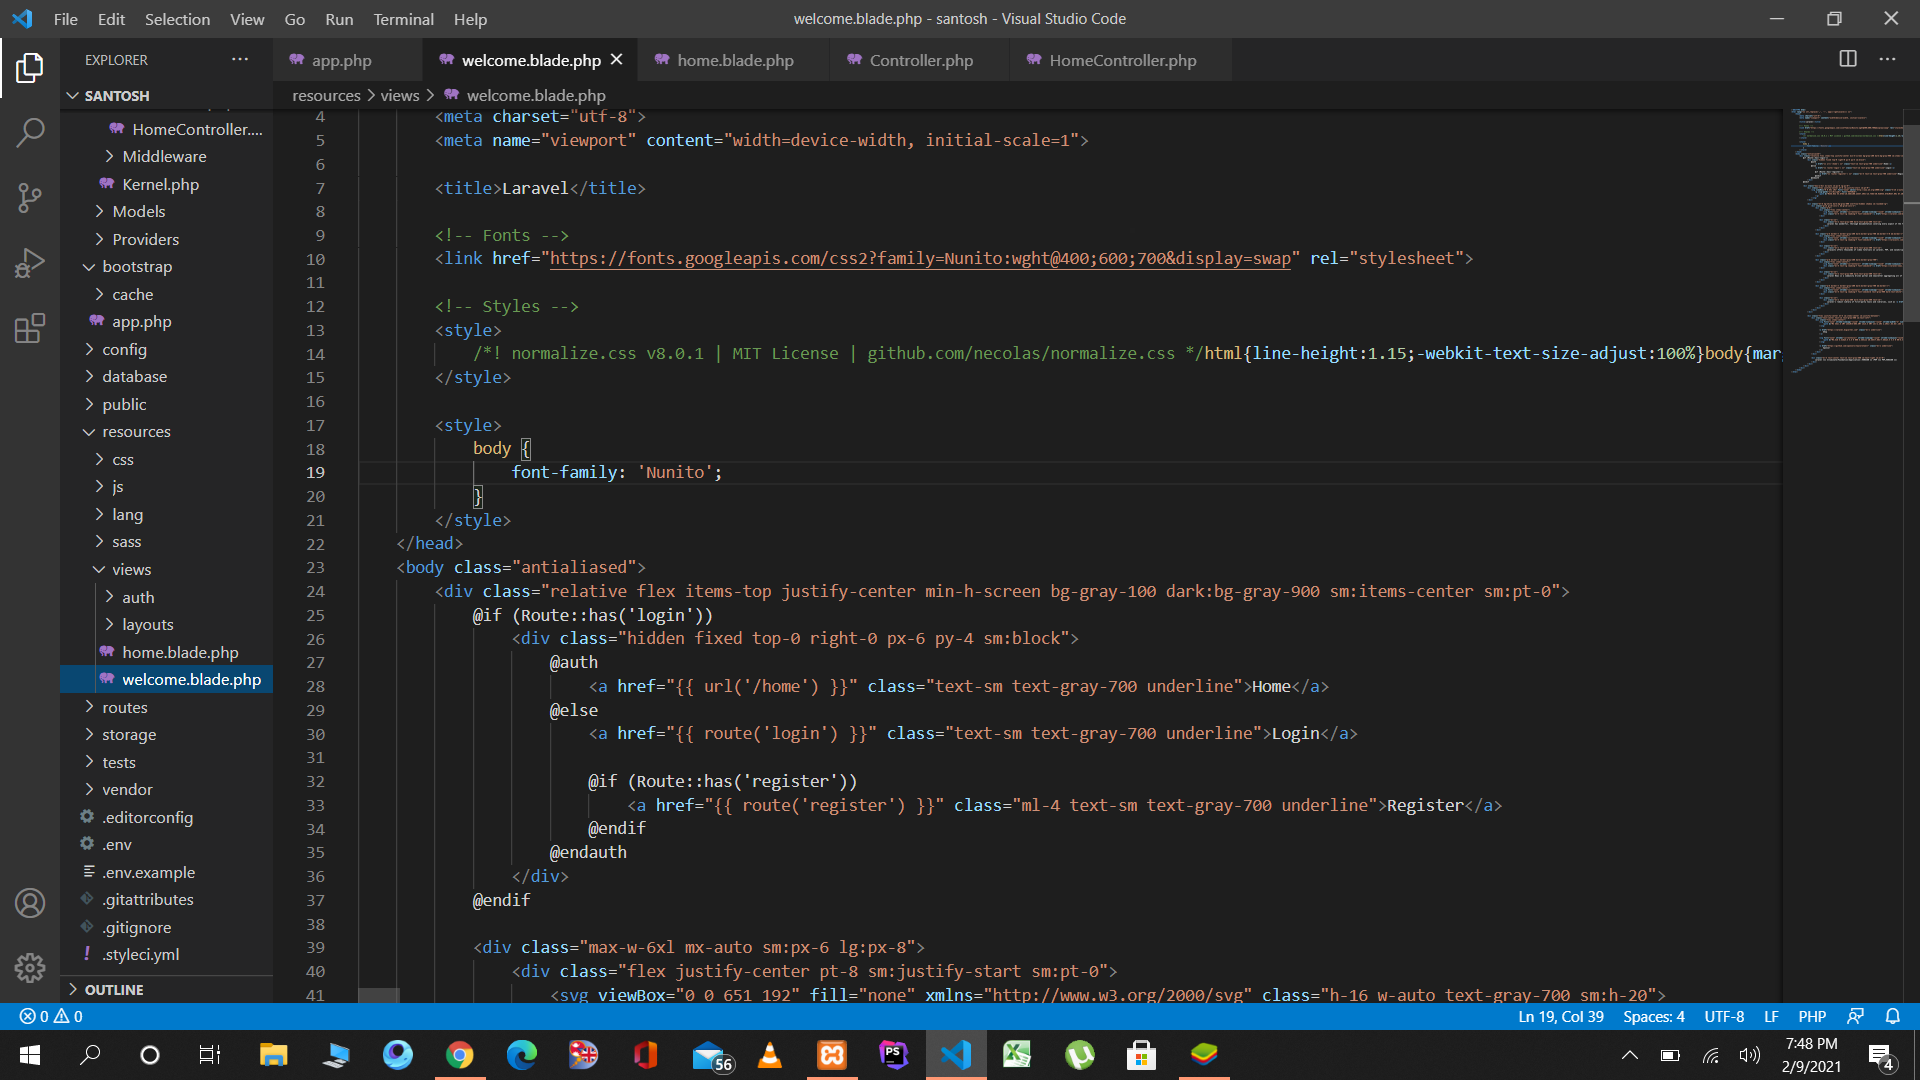 File Edit Selection View Go Run Terminal Help
welcome.blade.php - santosh - Visual Studio Code
EXPLORER
app.php
welcome.blade.php
home.blade.php
Controller.php
HomeController.php
SANTOSH
resources > views > welcome.blade.php
HomeController....
Middleware
Kernel.php
Models
Providers
bootstrap
cache
app.php
config
database
public
resources
css
js
lang
sass
views
auth
layouts
home.blade.php
welcome.blade.php
routes
storage
tests
vendor
.editorconfig
.env
.env.example
.gitattributes
.gitignore
.styleci.yml
OUTLINE
4 <meta charset="utf-8">
5 <meta name="viewport" content="width=device-width, initial-scale=1">
6
7 <title>Laravel</title>
8
9 <!-- Fonts -->
10 <link href="https://fonts.googleapis.com/css2?family=Nunito:wght@400;600;700&display=swap" rel="stylesheet">
11
12 <!-- Styles -->
13 <style>
14 /*! normalize.css v8.0.1 | MIT License | github.com/necolas/normalize.css */html{line-height:1.15;-webkit-text-size-adjust:100%}body{mar
15 </style>
16
17 <style>
18 body {
19 font-family: 'Nunito';
20 }
21 </style>
22 </head>
23 <body class="antialiased">
24 <div class="relative flex items-top justify-center min-h-screen bg-gray-100 dark:bg-gray-900 sm:items-center sm:pt-0">
25 @if (Route::has('login'))
26 <div class="hidden fixed top-0 right-0 px-6 py-4 sm:block">
27 @auth
28 <a href="{{ url('/home') }}" class="text-sm text-gray-700 underline">Home</a>
29 @else
30 <a href="{{ route('login') }}" class="text-sm text-gray-700 underline">Login</a>
31
32 @if (Route::has('register'))
33 <a href="{{ route('register') }}" class="ml-4 text-sm text-gray-700 underline">Register</a>
34 @endif
35 @endauth
36 </div>
37 @endif
38
39 <div class="max-w-6xl mx-auto sm:px-6 lg:px-8">
40 <div class="flex justify-center pt-8 sm:justify-start sm:pt-0">
41 <svg viewBox="0 0 651 192" fill="none" xmlns="http://www.w3.org/2000/svg" class="h-16 w-auto text-gray-700 sm:h-20">
0 0
Ln 19, Col 39 Spaces: 4 UTF-8 LF PHP
56
PS
7:48 PM
2/9/2021
4